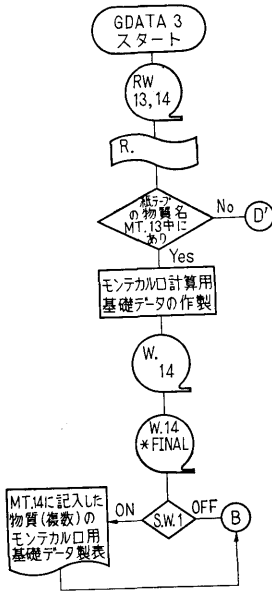 GDATA 3
スタート
RW
13,14
R.
紙テープ
の物質名
MT.13中に
あり
No
D'
Yes
モンテカルロ計算用
基礎データの作製
W.
14
W.14
*FINAL
MT.14に記入した
物質(複数)の
モンテカルロ用
基礎データ製表
ON
S.W.1
OFF
B